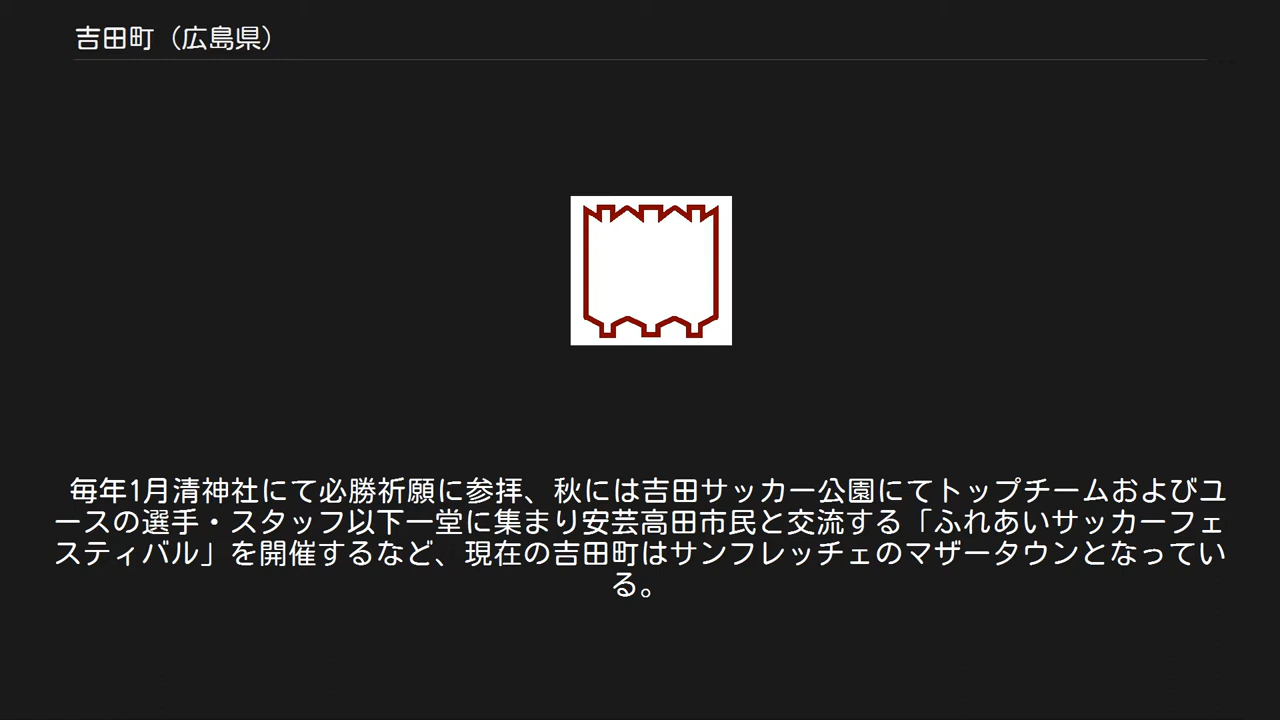 吉田町（広島県）
毎年1月清神社にて必勝祈願に参拝、秋には吉田サッカー公園にてトップチームおよびユ
ースの選手・スタッフ以下一堂に集まり安芸高田市民と交流する「ふれあいサッカーフェ
スティバル」を開催するなど、現在の吉田町はサンフレッチェのマザータウンとなってい
る。